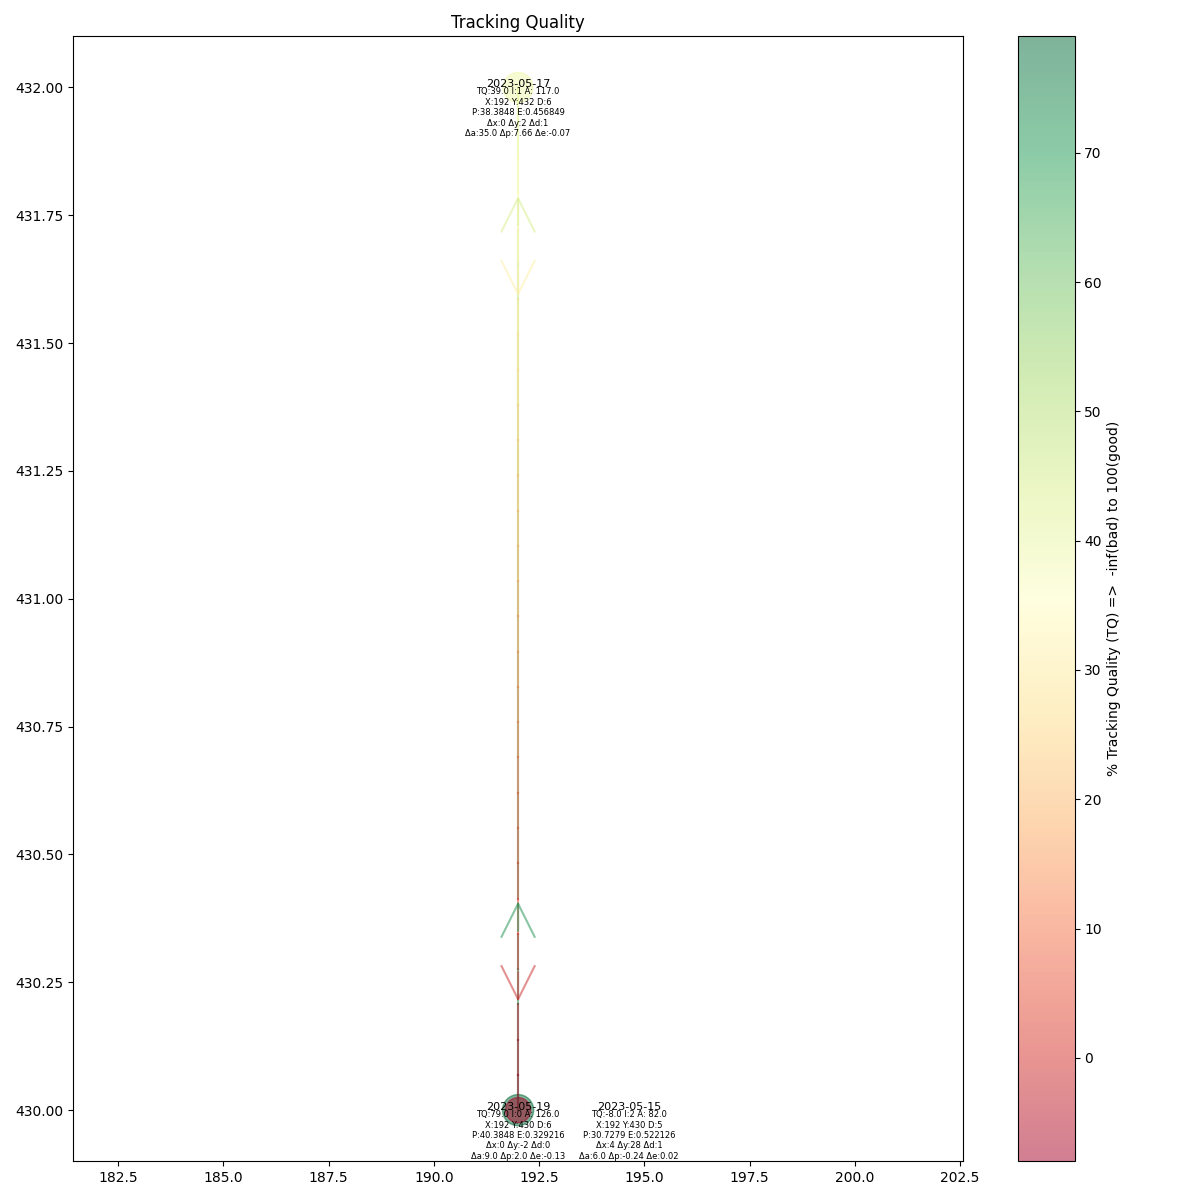 Tracking Quality
432.00
431.75
431.50
431.25
431.00
430.75
430.50
430.25
430.00
2023-05-17
TQ:39.0 I:1 A: 117.0
X:192 Y:432 D:6
P:38.3848 E:0.456849
Δx:0 Δy:2 Δd:1
Δa:35.0 Δp:7.66 Δe:-0.07
2023-05-19
TQ:79.0 I:0 A: 126.0
X:192 Y:430 D:6
P:40.3848 E:0.329216
Δx:0 Δy:-2 Δd:0
Δa:9.0 Δp:2.0 Δe:-0.13
2023-05-15
TQ:-8.0 I:2 A: 82.0
X:192 Y:430 D:5
P:30.7279 E:0.522126
Δx:4 Δy:28 Δd:1
Δa:6.0 Δp:-0.24 Δe:0.02
182.5 185.0 187.5 190.0 192.5 195.0 197.5 200.0 202.5
70
60
50
40
30
20
10
0
% Tracking Quality (TQ) => -inf(bad) to 100(good)